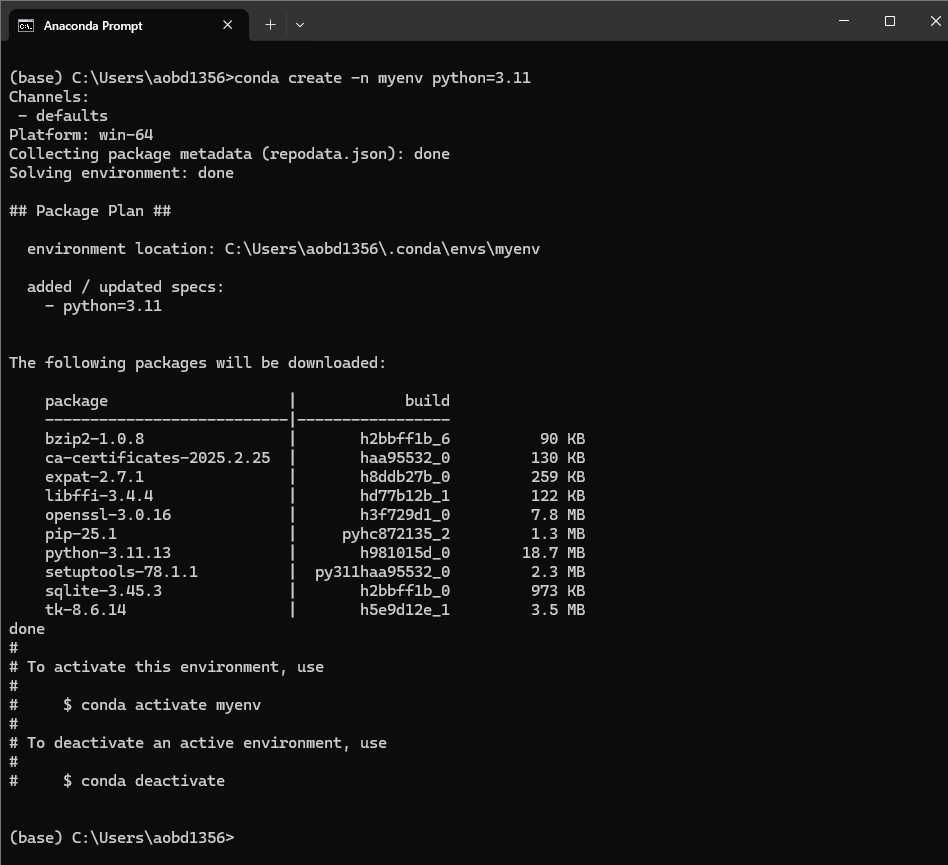 Anaconda Prompt
(base) C:\Users\aobd1356>conda create -n myenv python=3.11
Channels:
 - defaults
Platform: win-64
Collecting package metadata (repodata.json): done
Solving environment: done
## Package Plan ##
  environment location: C:\Users\aobd1356\.conda\envs\myenv
  added / updated specs:
    - python=3.11
The following packages will be downloaded:
    package                    |            build
    ---------------------------|-----------------
    bzip2-1.0.8                |       h2bbff1b_6          90 KB
    ca-certificates-2025.2.25  |       haa95532_0         130 KB
    expat-2.7.1                |       h8ddb27b_0         259 KB
    libffi-3.4.4               |       hd77b12b_1         122 KB
    openssl-3.0.16             |       h3f729d1_0         7.8 MB
    pip-25.1                   |     pyhc872135_2         1.3 MB
    python-3.11.13             |       h981015d_0        18.7 MB
    setuptools-78.1.1          |  py311haa95532_0         2.3 MB
    sqlite-3.45.3              |       h2bbff1b_0         973 KB
    tk-8.6.14                  |       h5e9d12e_1         3.5 MB
done
#
# To activate this environment, use
#
#     $ conda activate myenv
#
# To deactivate an active environment, use
#
#     $ conda deactivate
(base) C:\Users\aobd1356>